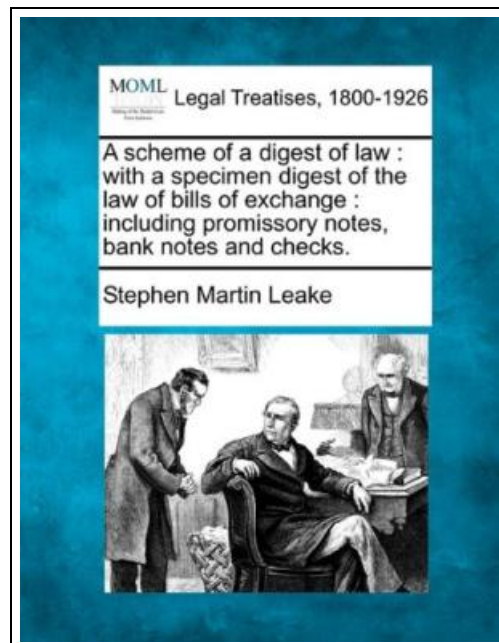 MOML
Legal Treatises, 1800-1926
A scheme of a digest of law :
with a specimen digest of the
law of bills of exchange :
including promissory notes,
bank notes and checks.
Stephen Martin Leake